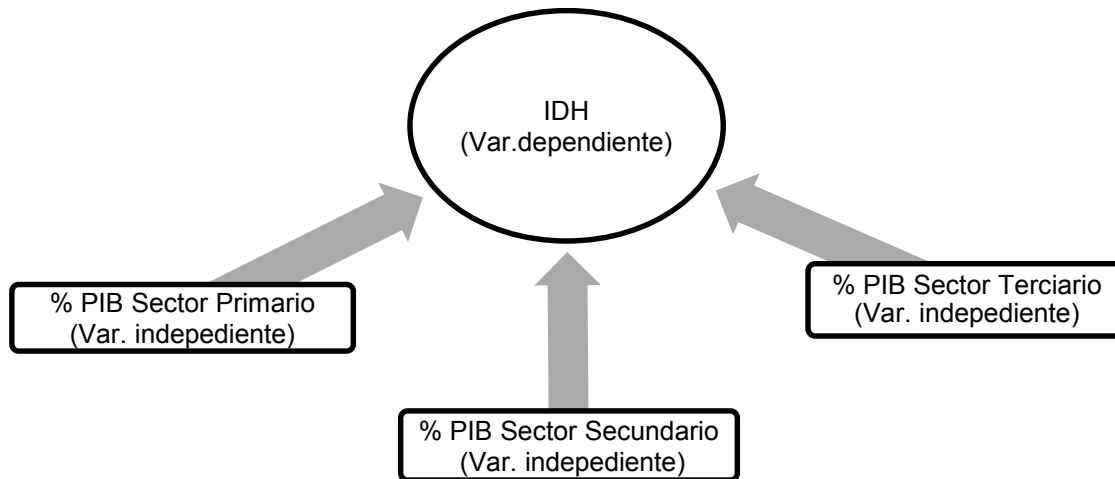 IDH
(Var.dependiente)
% PIB Sector Primario
(Var. indepediente)
% PIB Sector Terciario
(Var. indepediente)
% PIB Sector Secundario
(Var. indepediente)